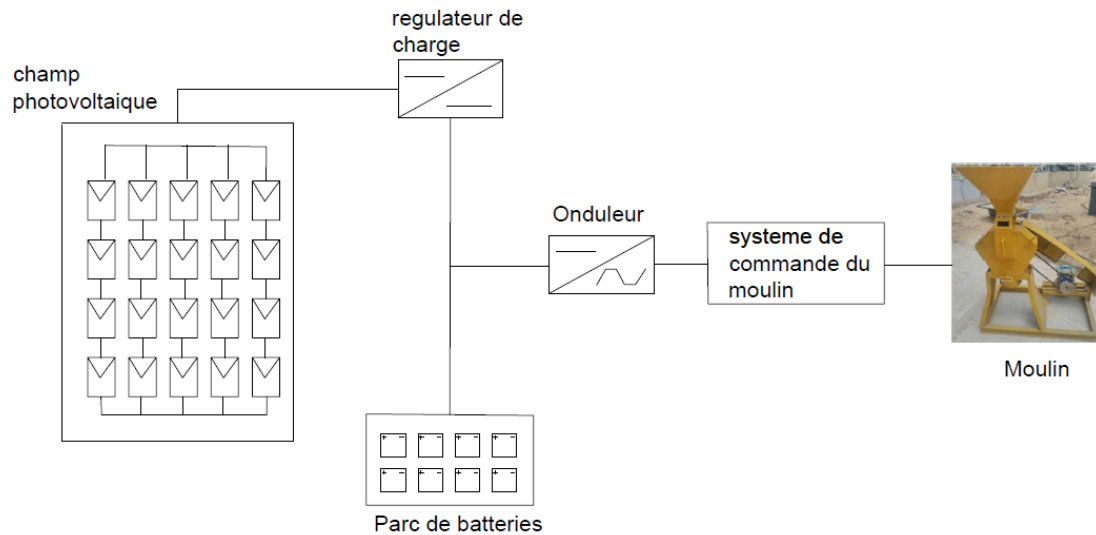 regulateur de
charge
champ
photovoltaique
Onduleur
systeme de
commande du
moulin
Moulin
Parc de batteries